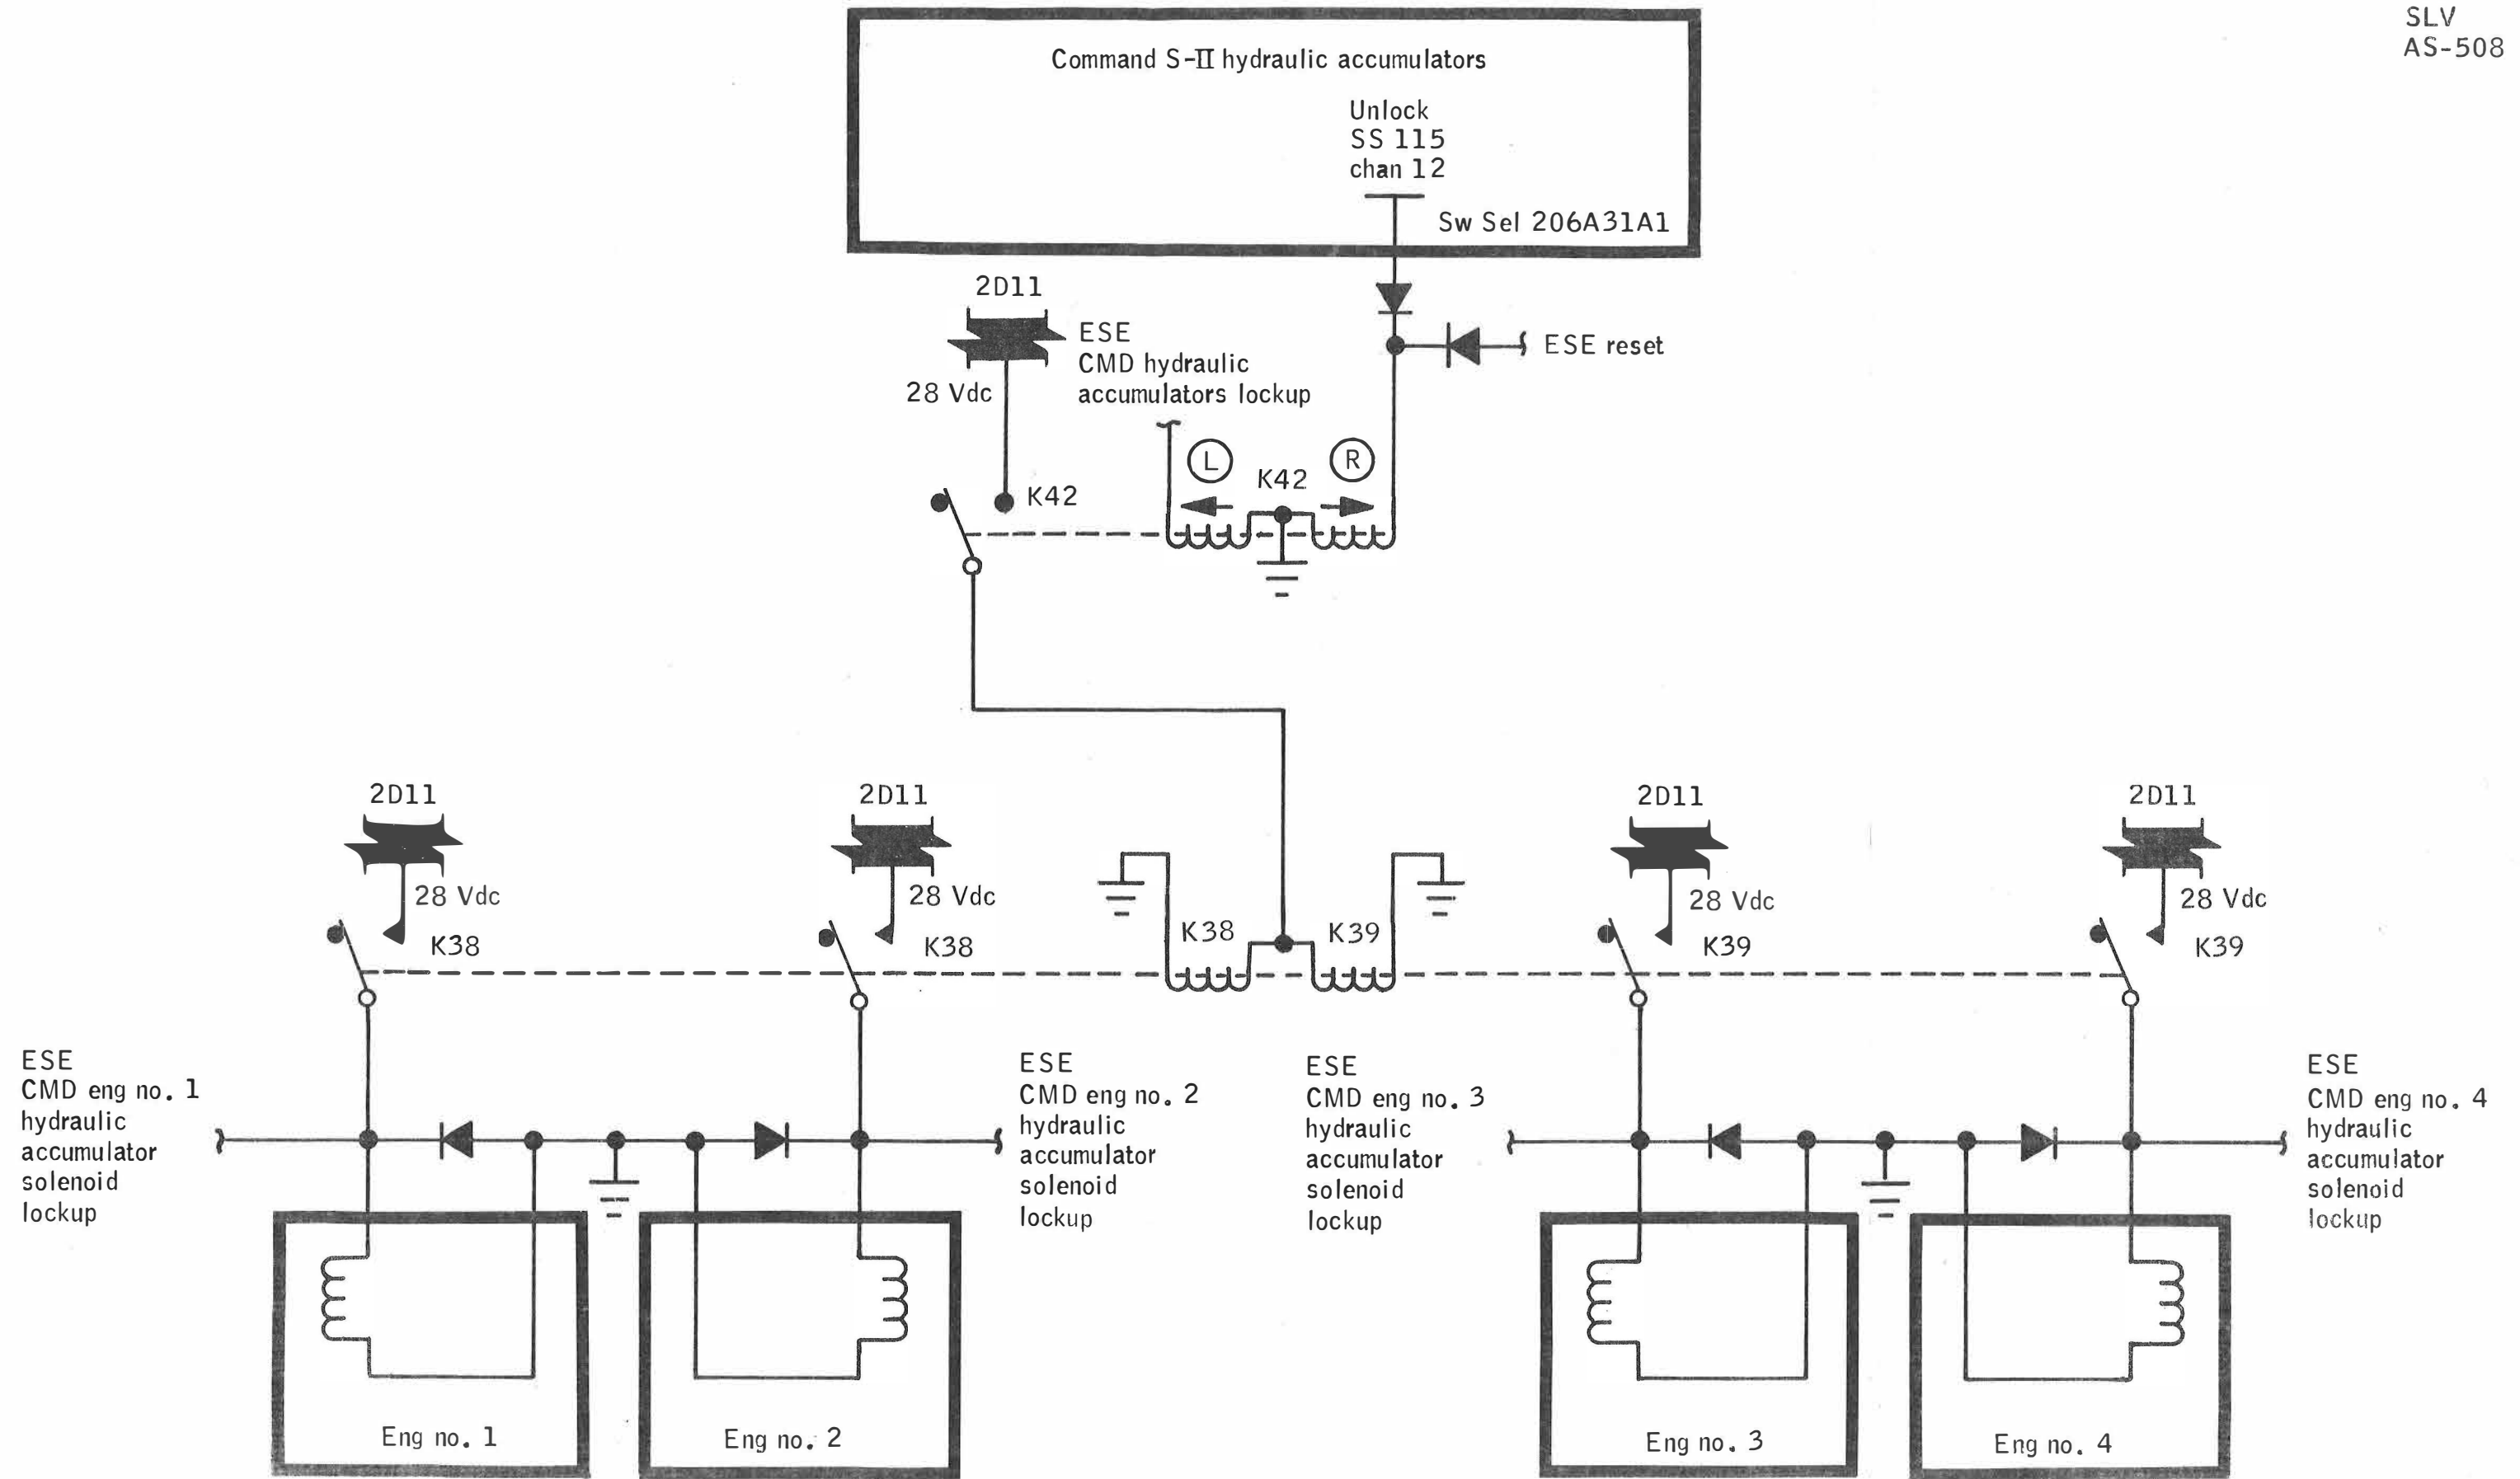 SLV
AS-508
Command S-II hydraulic accumulators
Unlock
SS 115
chan 12
Sw Sel 206A31A1
2D11
28 Vdc
ESE
CMD hydraulic
accumulators lockup
ESE reset
L
K42
R
K42
2D11
28 Vdc
K38
2D11
28 Vdc
K38
K38
K39
2D11
28 Vdc
K39
2D11
28 Vdc
K39
ESE
CMD eng no. 1
hydraulic
accumulator
solenoid
lockup
ESE
CMD eng no. 2
hydraulic
accumulator
solenoid
lockup
ESE
CMD eng no. 3
hydraulic
accumulator
solenoid
lockup
ESE
CMD eng no. 4
hydraulic
accumulator
solenoid
lockup
Eng no. 1
Eng no. 2
Eng no. 3
Eng no. 4